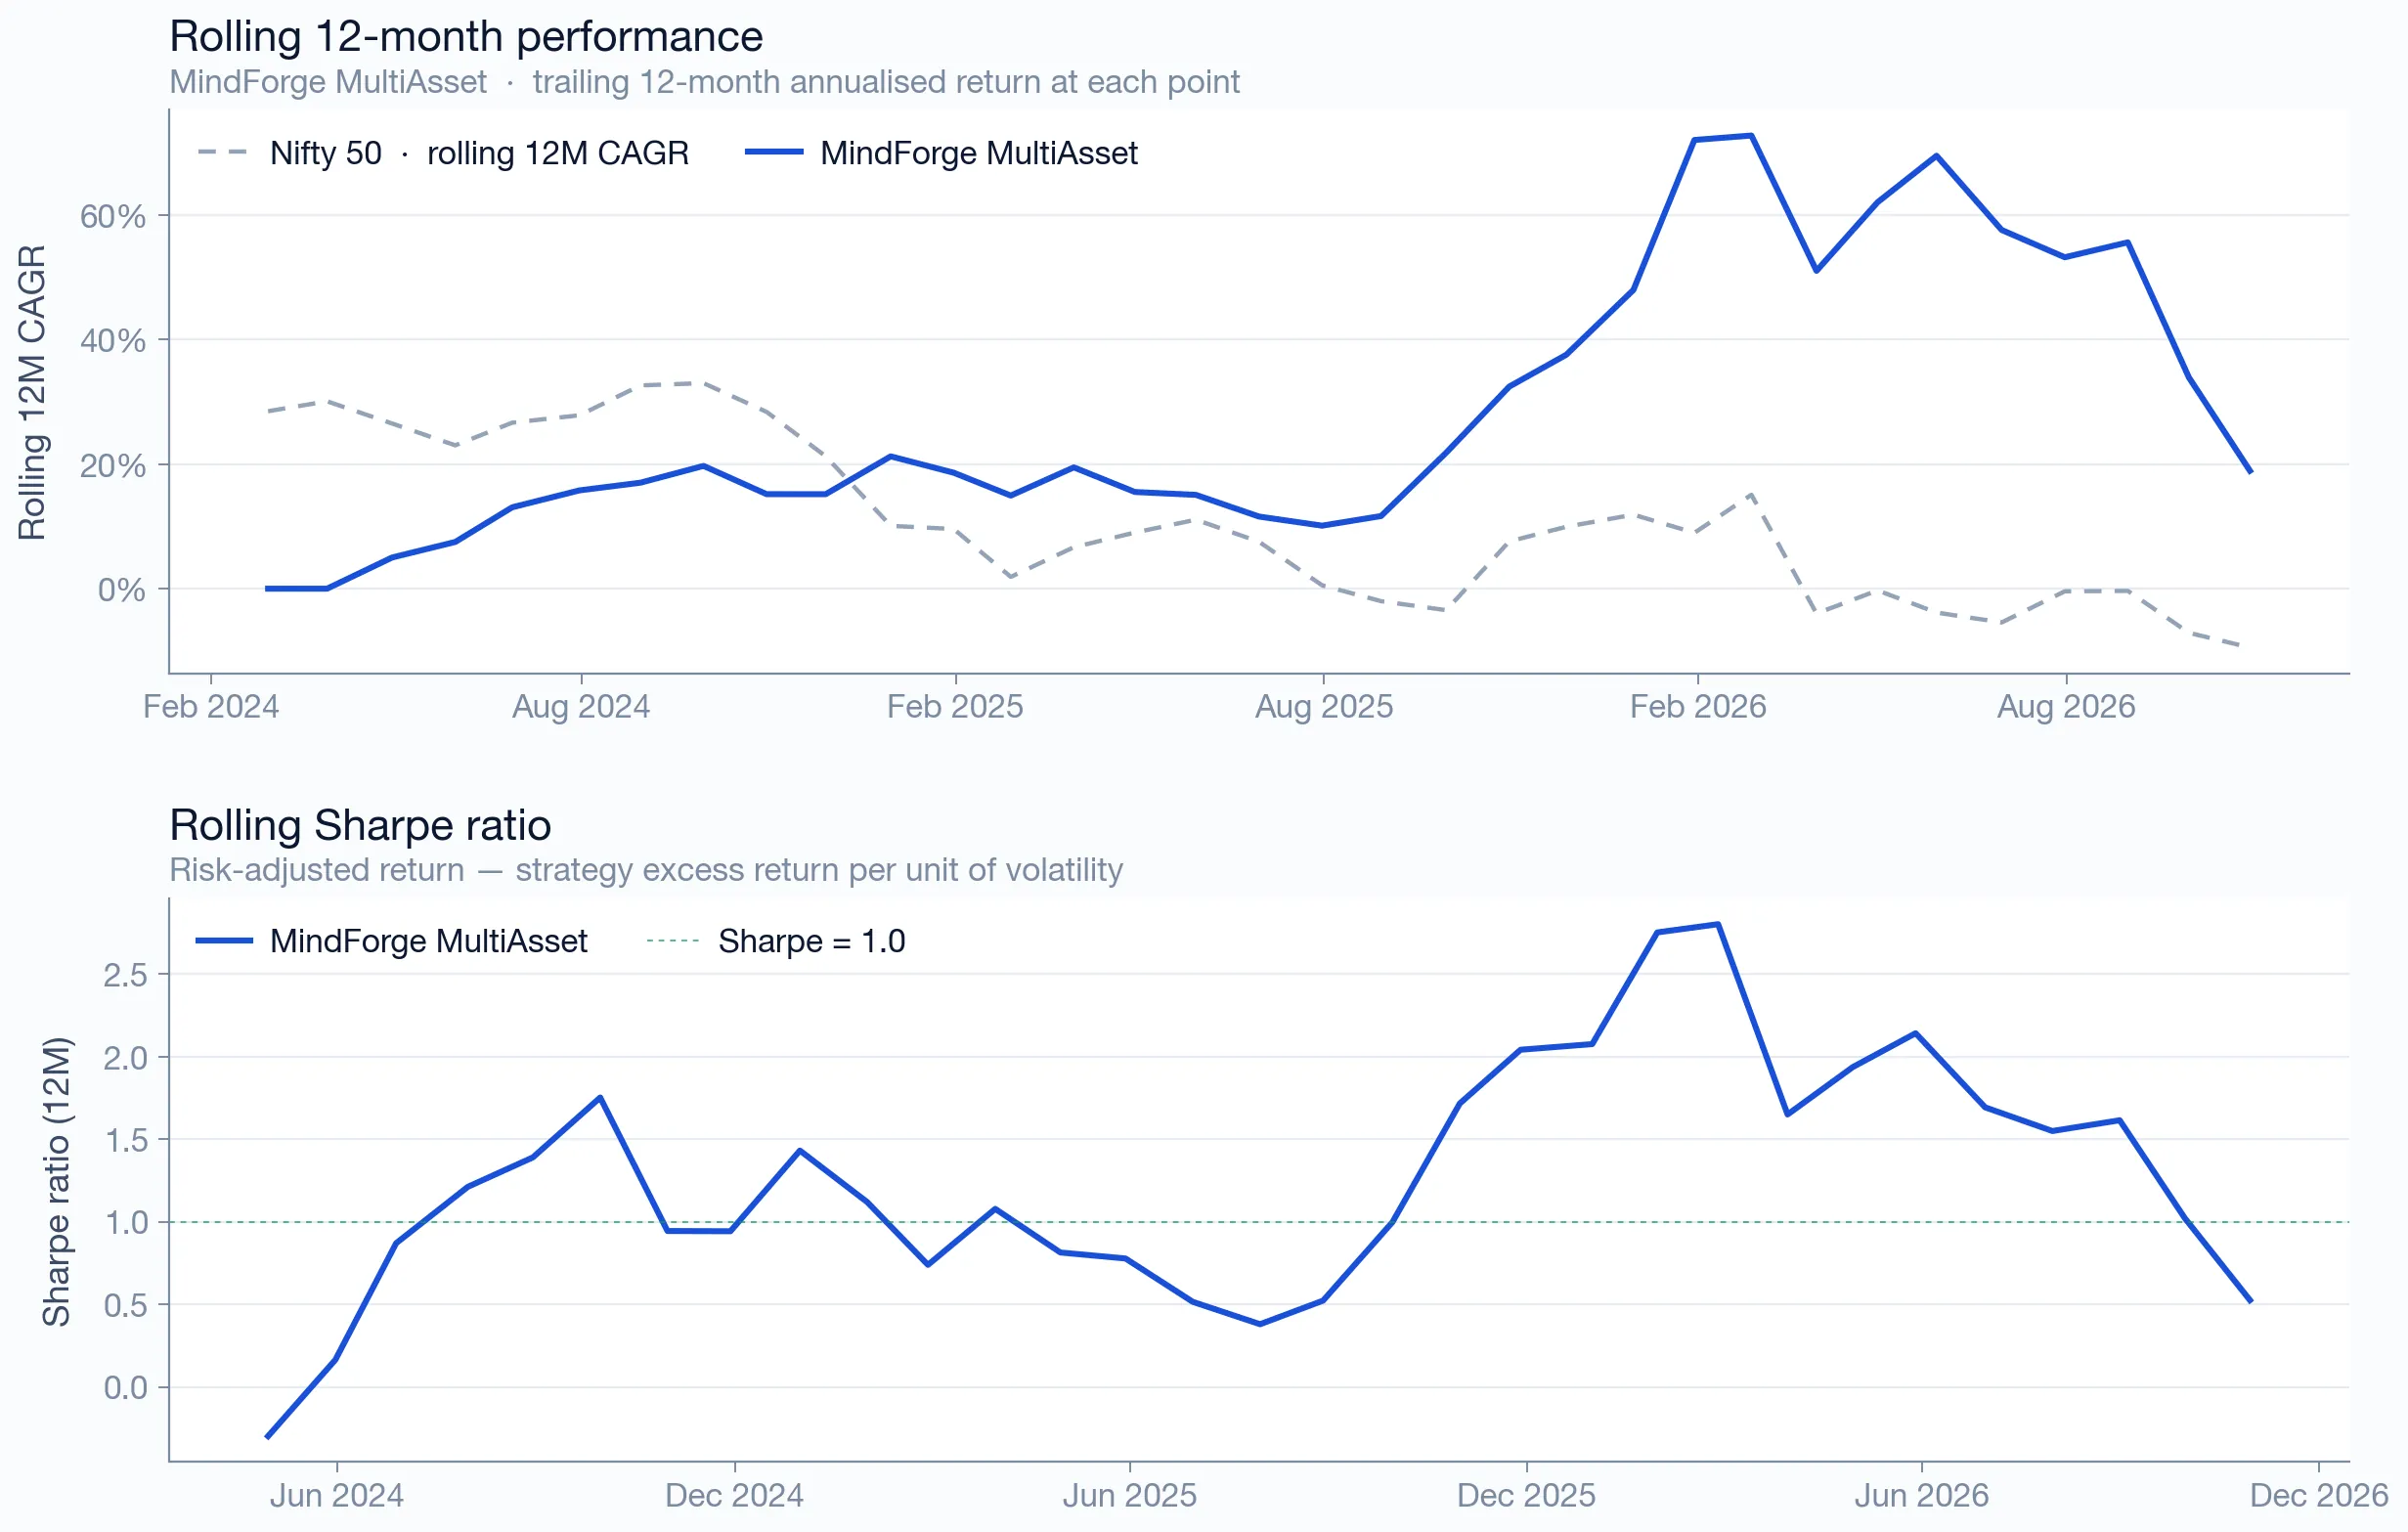 Rolling 12-month performance
MindForge MultiAsset · trailing 12-month annualised return at each point
Nifty 50 · rolling 12M CAGR
MindForge MultiAsset
Rolling 12M CAGR
60%
40%
20%
0%
Feb 2024
Aug 2024
Feb 2025
Aug 2025
Feb 2026
Aug 2026
Rolling Sharpe ratio
Risk-adjusted return — strategy excess return per unit of volatility
MindForge MultiAsset
Sharpe = 1.0
Sharpe ratio (12M)
2.5
2.0
1.5
1.0
0.5
0.0
Jun 2024
Dec 2024
Jun 2025
Dec 2025
Jun 2026
Dec 2026